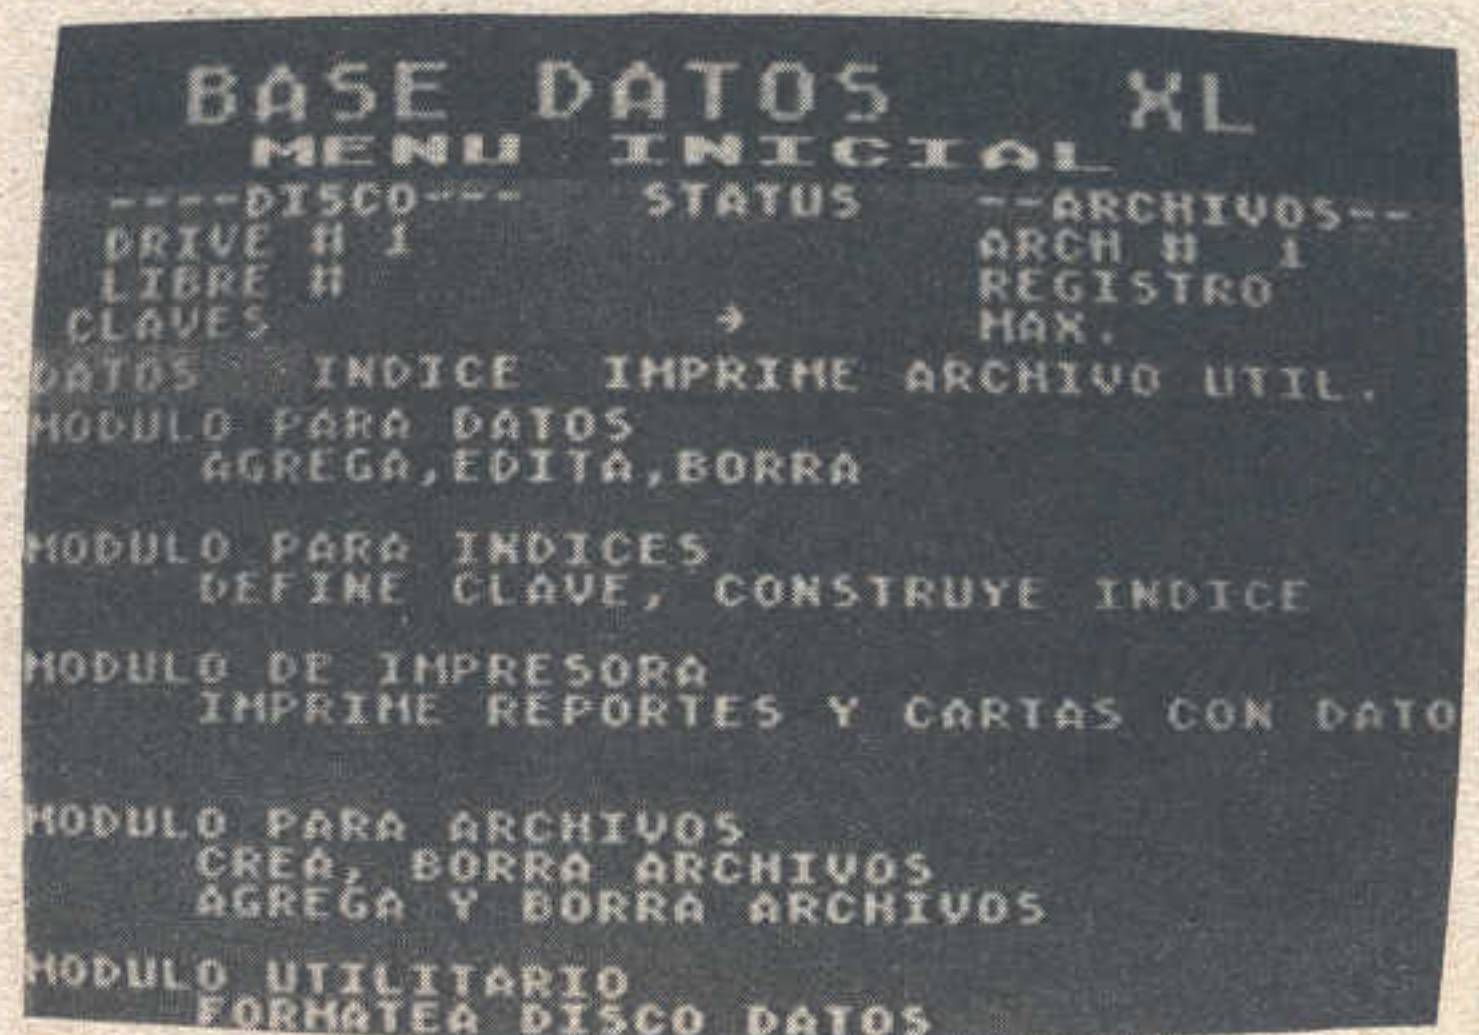 BASE DATOS XL
MENU INICIAL
----DISCO---- STATUS --ARCHIVOS--
DRIVE # 1 ARCH # 1
LIBRE # REGISTRO
CLAVES → MAX.
DATOS INDICE IMPRIME ARCHIVO UTIL.
MODULO PARA DATOS
AGREGA,EDITA,BORRA
MODULO PARA INDICES
DEFINE CLAVE, CONSTRUYE INDICE
MODULO DE IMPRESORA
IMPRIME REPORTES Y CARTAS CON DATO
MODULO PARA ARCHIVOS
CREA, BORRA ARCHIVOS
AGREGA Y BORRA ARCHIVOS
MODULO UTILITARIO
FORMATEA DISCO DATOS